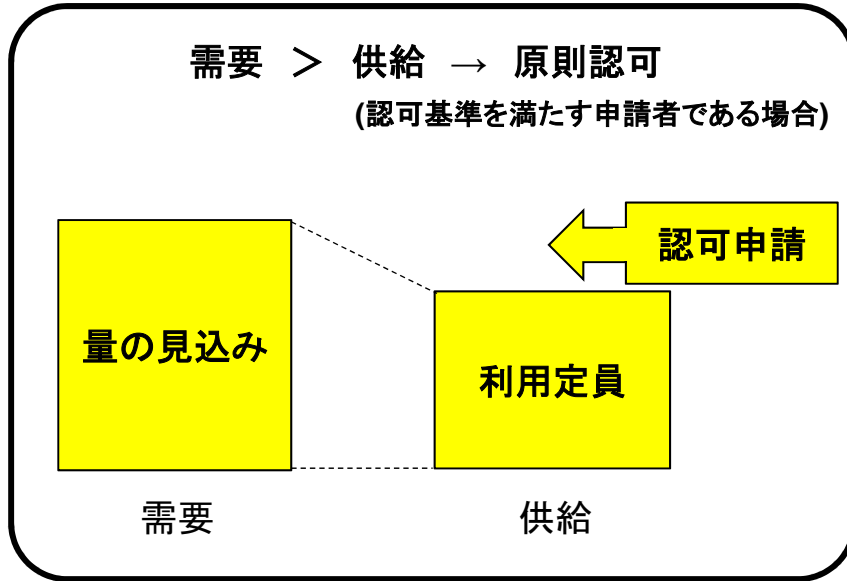 需要 ＞ 供給 → 原則認可
(認可基準を満たす申請者である場合)
認可申請
量の見込み
利用定員
需要
供給